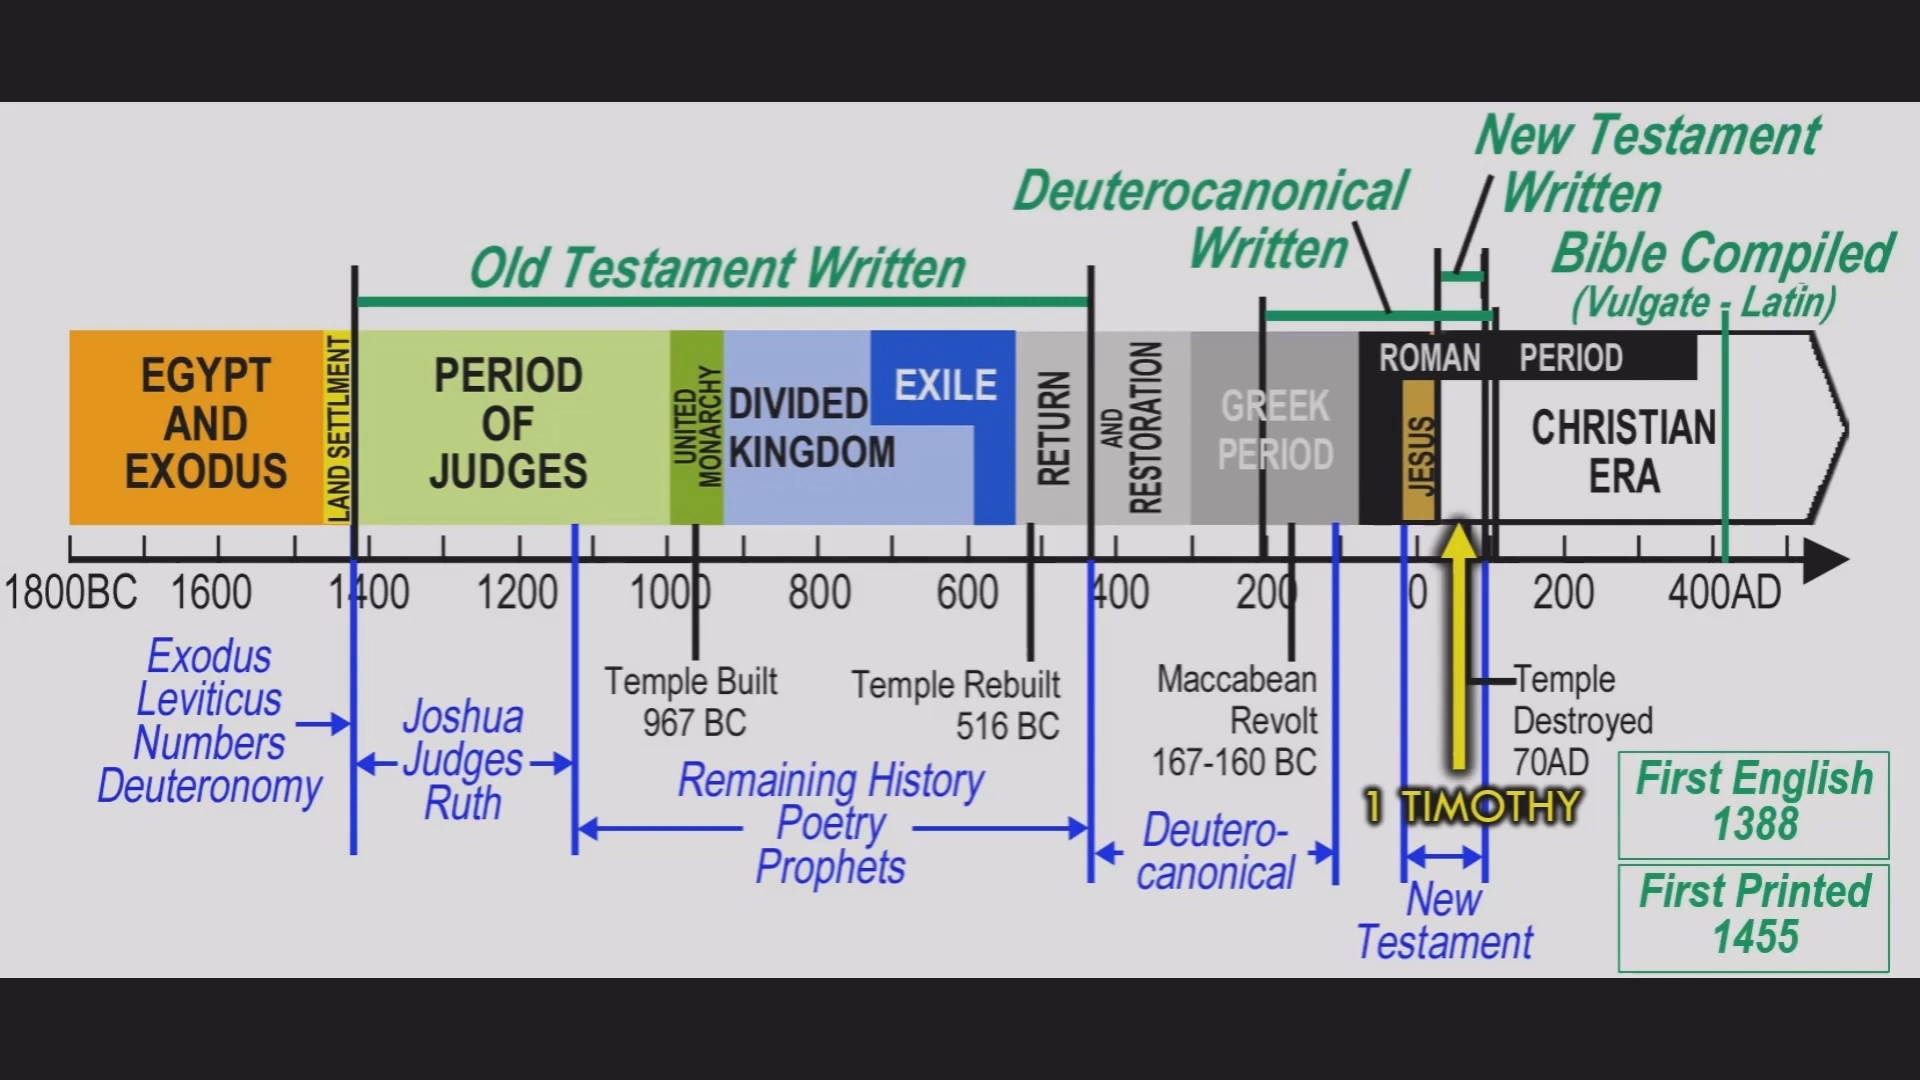 New Testament
Written
Deuterocanonical
Written
Bible Compiled
(Vulgate - Latin)
Old Testament Written
EGYPT
AND
EXODUS
LAND SETTLMENT
PERIOD
OF
JUDGES
UNITED
MONARCHY
DIVIDED
KINGDOM
EXILE
RETURN
AND
RESTORATION
GREEK
PERIOD
ROMAN PERIOD
JESUS
CHRISTIAN
ERA
1800BC 1600 1400 1200 1000 800 600 400 200 0 200 400AD
Exodus
Leviticus
Numbers
Deuteronomy
Joshua
Judges
Ruth
Temple Built
967 BC
Temple Rebuilt
516 BC
Remaining History
Poetry
Prophets
Maccabean
Revolt
167-160 BC
Deutero-
canonical
Temple
Destroyed
70AD
1 TIMOTHY
New
Testament
First English
1388
First Printed
1455